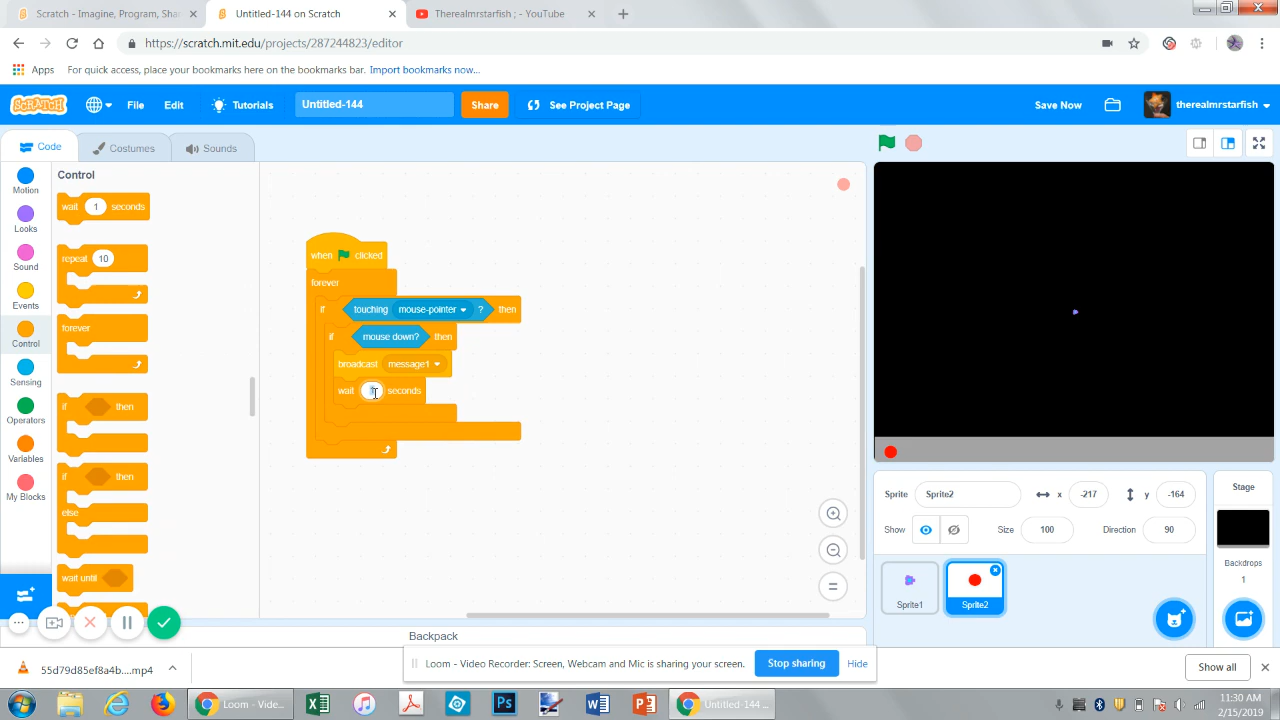 Scratch - Imagine, Program, Shar
Untitled-144 on Scratch
Therealmrstarfish ; - YouTube
https://scratch.mit.edu/projects/287244823/editor
Apps
For quick access, place your bookmarks here on the bookmarks bar. Import bookmarks now...
SCRATCH
File
Edit
Tutorials
Untitled-144
Share
See Project Page
Save Now
therealmrstarfish
Code
Costumes
Sounds
Motion
Looks
Sound
Events
Control
Sensing
Operators
Variables
My Blocks
Control
wait 1 seconds
repeat 10
forever
if then
if then
else
wait until
when clicked
forever
if touching mouse-pointer ? then
if mouse down? then
broadcast message1
wait seconds
Sprite Sprite2 x -217 y -164
Show Size 100 Direction 90
Sprite1
Sprite2
Stage
Backdrops
1
Backpack
55d79d85ef8a4b....mp4
Loom - Video Recorder: Screen, Webcam and Mic is sharing your screen.
Stop sharing
Hide
Show all
Loom - Vide...
Ps
Untitled-144 ...
11:30 AM
2/15/2019